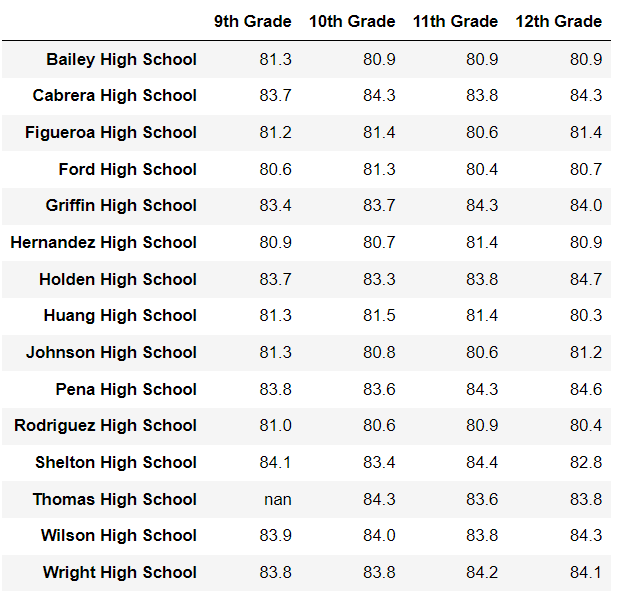 9th Grade 10th Grade 11th Grade 12th Grade
Bailey High School 81.3 80.9 80.9 80.9
Cabrera High School 83.7 84.3 83.8 84.3
Figueroa High School 81.2 81.4 80.6 81.4
Ford High School 80.6 81.3 80.4 80.7
Griffin High School 83.4 83.7 84.3 84.0
Hernandez High School 80.9 80.7 81.4 80.9
Holden High School 83.7 83.3 83.8 84.7
Huang High School 81.3 81.5 81.4 80.3
Johnson High School 81.3 80.8 80.6 81.2
Pena High School 83.8 83.6 84.3 84.6
Rodriguez High School 81.0 80.6 80.9 80.4
Shelton High School 84.1 83.4 84.4 82.8
Thomas High School nan 84.3 83.6 83.8
Wilson High School 83.9 84.0 83.8 84.3
Wright High School 83.8 83.8 84.2 84.1